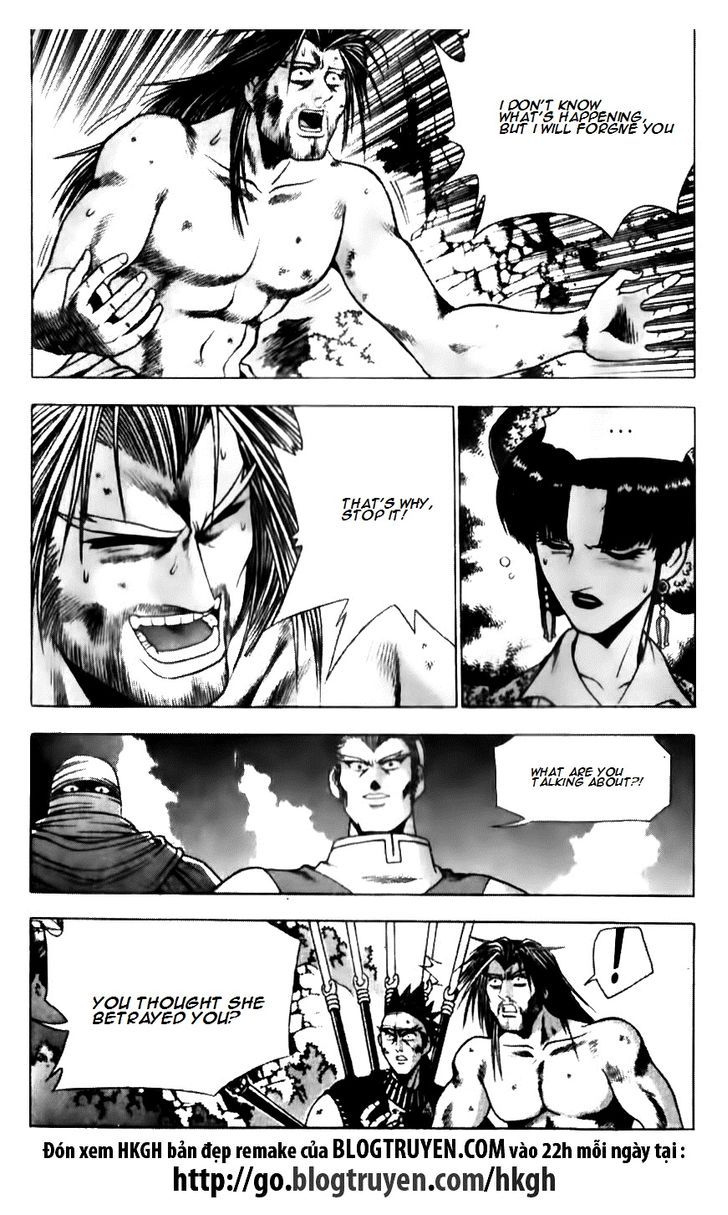 I DON'T KNOW
WHAT'S HAPPENING,
BUT I WILL FORGIVE YOU
THAT'S WHY,
STOP IT!
...
WHAT ARE YOU
TALKING ABOUT?!
YOU THOUGHT SHE
BETRAYED YOU?
!
Đón xem HKGH bản đẹp remake của BLOGTRUYEN.COM vào 22h mỗi ngày tại :
http://go.blogtruyen.com/hkgh